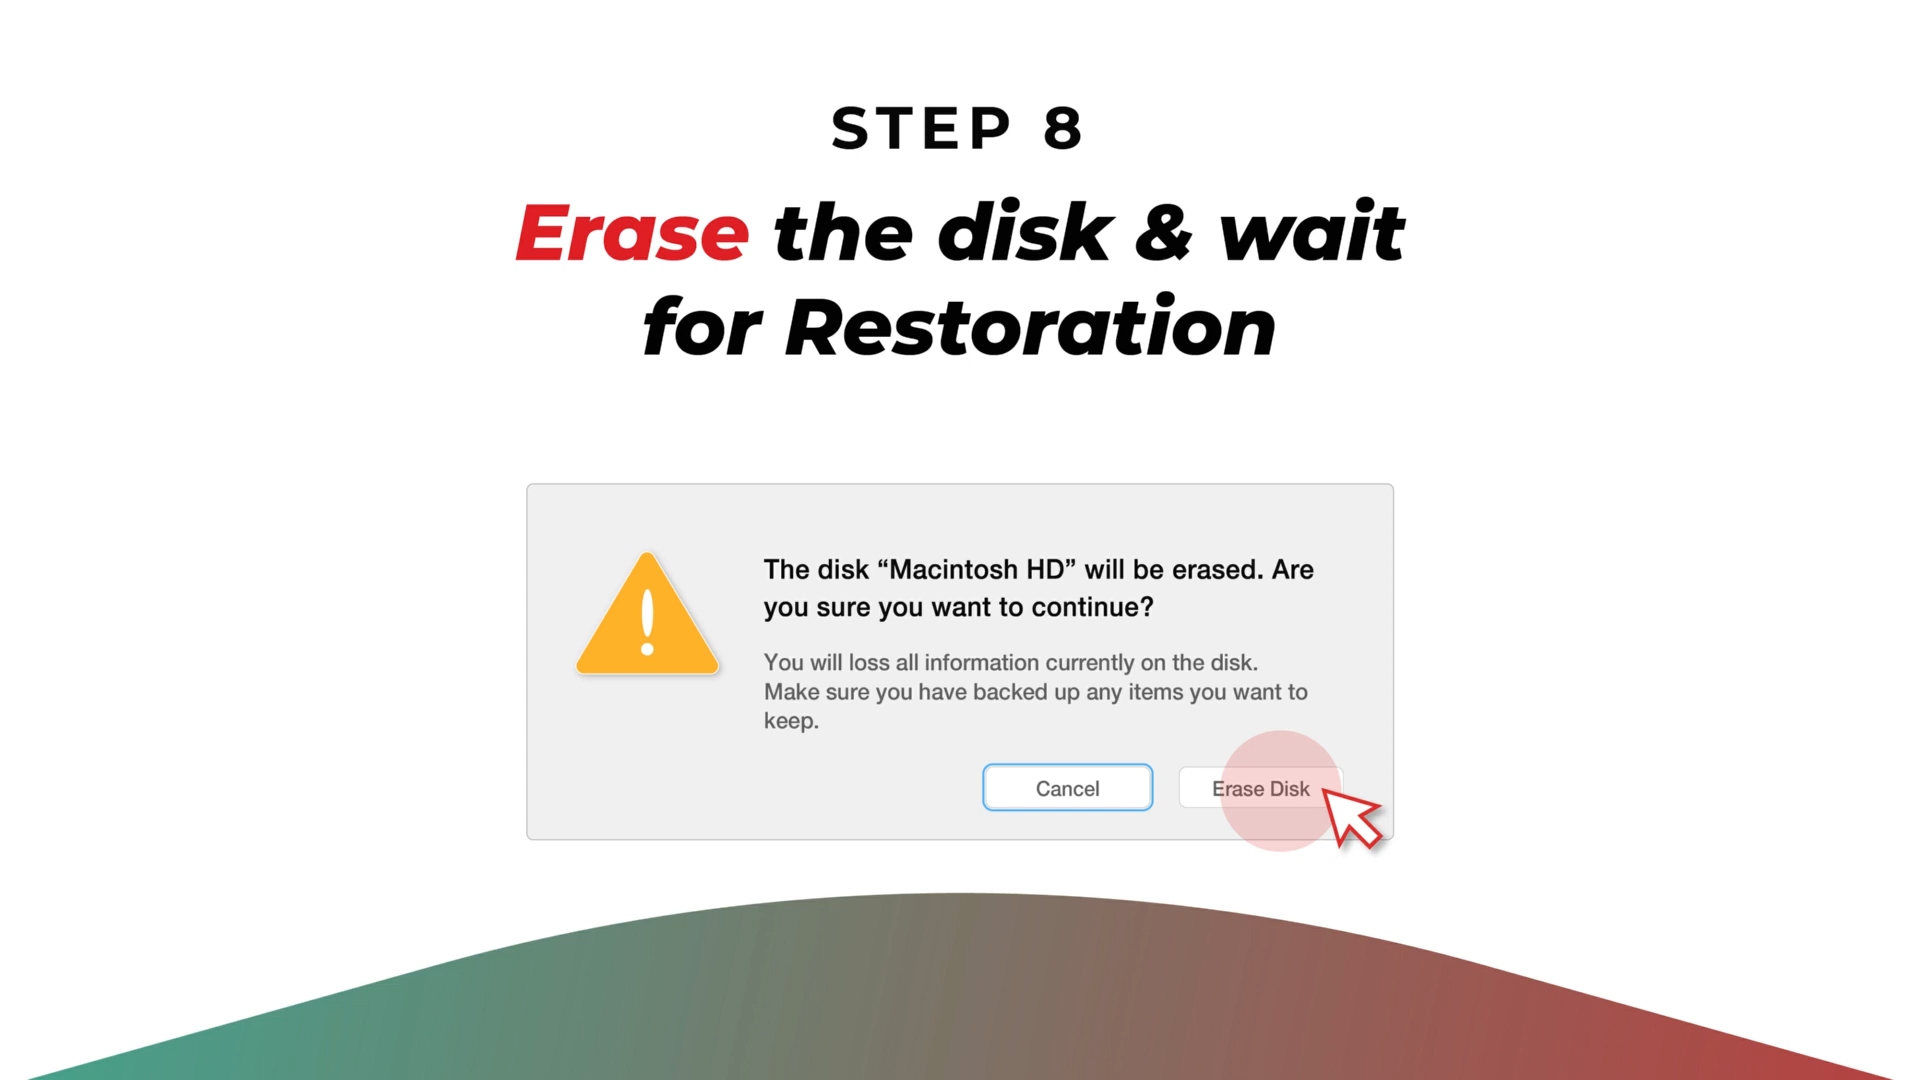 STEP 8
Erase the disk & wait
for Restoration
The disk “Macintosh HD” will be erased. Are
you sure you want to continue?
You will loss all information currently on the disk.
Make sure you have backed up any items you want to
keep.
Cancel
Erase Disk